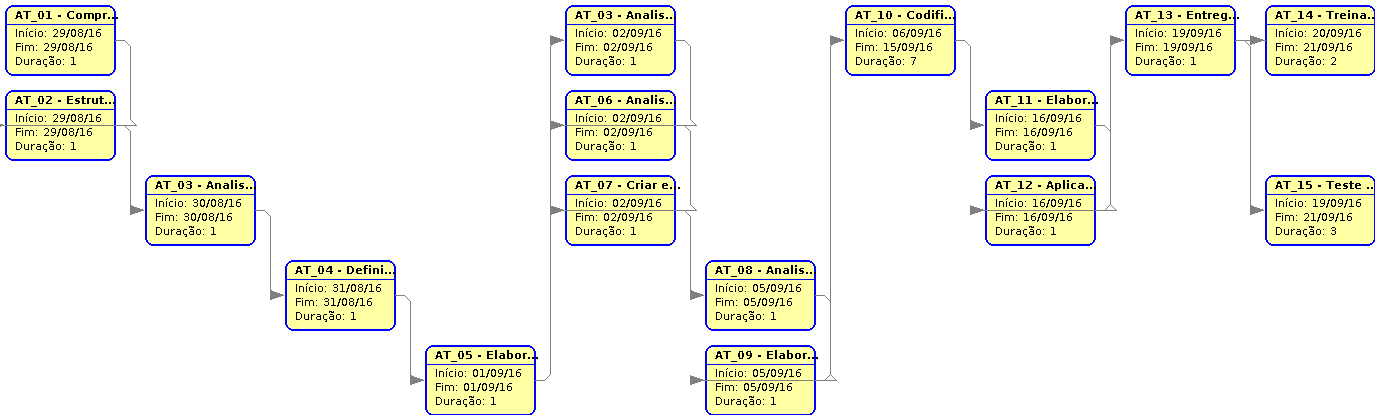 AT_01 - Compr...
Início: 29/08/16
Fim: 29/08/16
Duração: 1
AT_02 - Estrut...
Início: 29/08/16
Fim: 29/08/16
Duração: 1
AT_03 - Analis...
Início: 30/08/16
Fim: 30/08/16
Duração: 1
AT_04 - Defini...
Início: 31/08/16
Fim: 31/08/16
Duração: 1
AT_05 - Elabor...
Início: 01/09/16
Fim: 01/09/16
Duração: 1
AT_03 - Analis...
Início: 02/09/16
Fim: 02/09/16
Duração: 1
AT_06 - Analis...
Início: 02/09/16
Fim: 02/09/16
Duração: 1
AT_07 - Criar e...
Início: 02/09/16
Fim: 02/09/16
Duração: 1
AT_08 - Analis...
Início: 05/09/16
Fim: 05/09/16
Duração: 1
AT_09 - Elabor...
Início: 05/09/16
Fim: 05/09/16
Duração: 1
AT_10 - Codifi...
Início: 06/09/16
Fim: 15/09/16
Duração: 7
AT_11 - Elabor...
Início: 16/09/16
Fim: 16/09/16
Duração: 1
AT_12 - Aplica...
Início: 16/09/16
Fim: 16/09/16
Duração: 1
AT_13 - Entreg...
Início: 19/09/16
Fim: 19/09/16
Duração: 1
AT_14 - Treina...
Início: 20/09/16
Fim: 21/09/16
Duração: 2
AT_15 - Teste ...
Início: 19/09/16
Fim: 21/09/16
Duração: 3